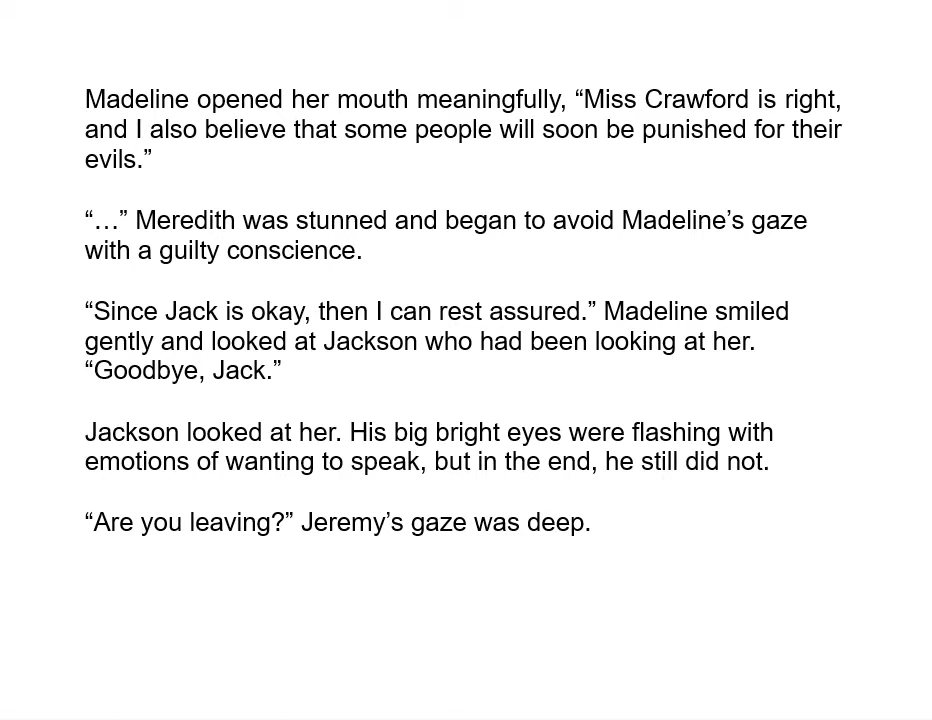 Madeline opened her mouth meaningfully, “Miss Crawford is right,
and I also believe that some people will soon be punished for their
evils.”
“…” Meredith was stunned and began to avoid Madeline’s gaze
with a guilty conscience.
“Since Jack is okay, then I can rest assured.” Madeline smiled
gently and looked at Jackson who had been looking at her.
“Goodbye, Jack.”
Jackson looked at her. His big bright eyes were flashing with
emotions of wanting to speak, but in the end, he still did not.
“Are you leaving?” Jeremy’s gaze was deep.